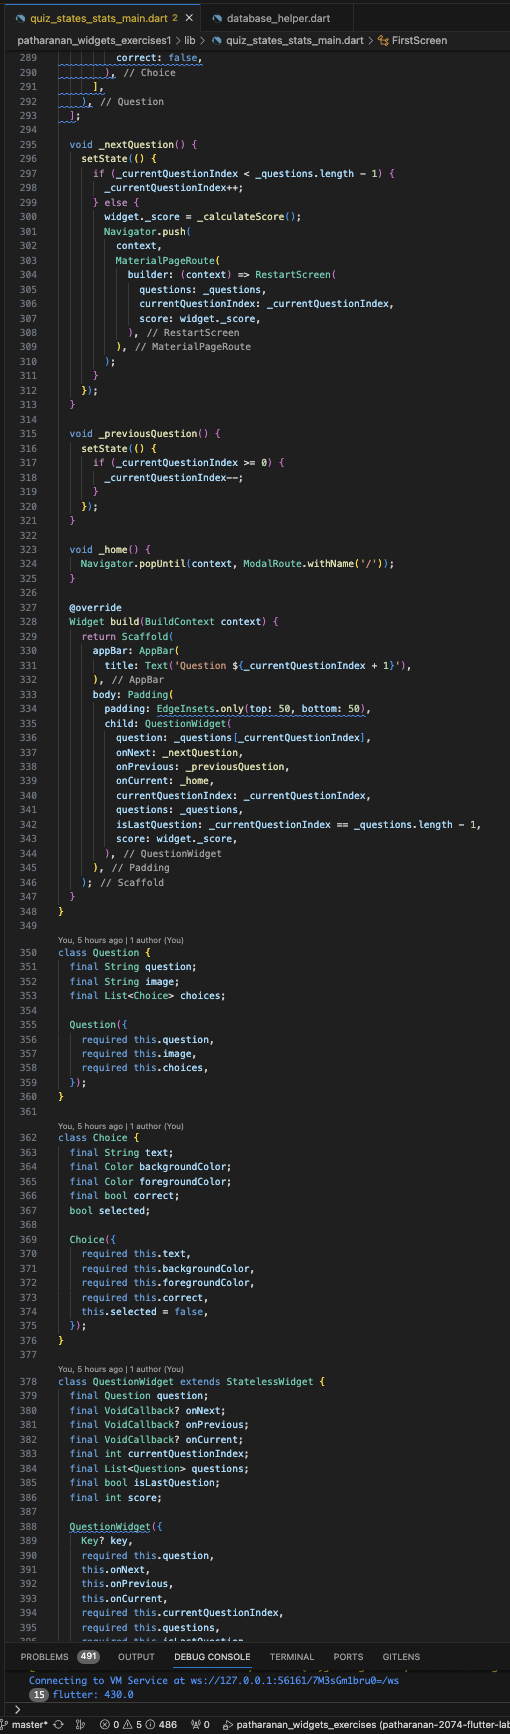 quiz_states_stats_main.dart 2
database_helper.dart
patharanan_widgets_exercises1 > lib > quiz_states_stats_main.dart > FirstScreen
289 correct: false,
290 ), // Choice
291 ],
292 ), // Question
293 ];
294
295 void _nextQuestion() {
296 setState(() {
297 if (_currentQuestionIndex < _questions.length - 1) {
298 _currentQuestionIndex++;
299 } else {
300 widget._score = _calculateScore();
301 Navigator.push(
302 context,
303 MaterialPageRoute(
304 builder: (context) => RestartScreen(
305 questions: _questions,
306 currentQuestionIndex: _currentQuestionIndex,
307 score: widget._score,
308 ), // RestartScreen
309 ), // MaterialPageRoute
310 );
311 }
312 });
313 }
314
315 void _previousQuestion() {
316 setState(() {
317 if (_currentQuestionIndex >= 0) {
318 _currentQuestionIndex--;
319 }
320 });
321 }
322
323 void _home() {
324 Navigator.popUntil(context, ModalRoute.withName('/'));
325 }
326
327 @override
328 Widget build(BuildContext context) {
329 return Scaffold(
330 appBar: AppBar(
331 title: Text('Question ${_currentQuestionIndex + 1}'),
332 ), // AppBar
333 body: Padding(
334 padding: EdgeInsets.only(top: 50, bottom: 50),
335 child: QuestionWidget(
336 question: _questions[_currentQuestionIndex],
337 onNext: _nextQuestion,
338 onPrevious: _previousQuestion,
339 onCurrent: _home,
340 currentQuestionIndex: _currentQuestionIndex,
341 questions: _questions,
342 isLastQuestion: _currentQuestionIndex == _questions.length - 1,
343 score: widget._score,
344 ), // QuestionWidget
345 ), // Padding
346 ); // Scaffold
347 }
348 }
349
You, 5 hours ago | 1 author (You)
350 class Question {
351 final String question;
352 final String image;
353 final List<Choice> choices;
354
355 Question({
356 required this.question,
357 required this.image,
358 required this.choices,
359 });
360 }
361
You, 5 hours ago | 1 author (You)
362 class Choice {
363 final String text;
364 final Color backgroundColor;
365 final Color foregroundColor;
366 final bool correct;
367 bool selected;
368
369 Choice({
370 required this.text,
371 required this.backgroundColor,
372 required this.foregroundColor,
373 required this.correct,
374 this.selected = false,
375 });
376 }
377
You, 5 hours ago | 1 author (You)
378 class QuestionWidget extends StatelessWidget {
379 final Question question;
380 final VoidCallback? onNext;
381 final VoidCallback? onPrevious;
382 final VoidCallback? onCurrent;
383 final int currentQuestionIndex;
384 final List<Question> questions;
385 final bool isLastQuestion;
386 final int score;
387
388 QuestionWidget({
389 Key? key,
390 required this.question,
391 this.onNext,
392 this.onPrevious,
393 this.onCurrent,
394 required this.currentQuestionIndex,
395 required this.questions,
396 required this.isLastQuestion
PROBLEMS 491 OUTPUT DEBUG CONSOLE TERMINAL PORTS GITLENS
Connecting to VM Service at ws://127.0.0.1:56161/7M3sGm1bru0=/ws
15 flutter: 430.0
>
master* 0 5 486 0 patharanan_widgets_exercises (patharanan-2074-flutter-lab